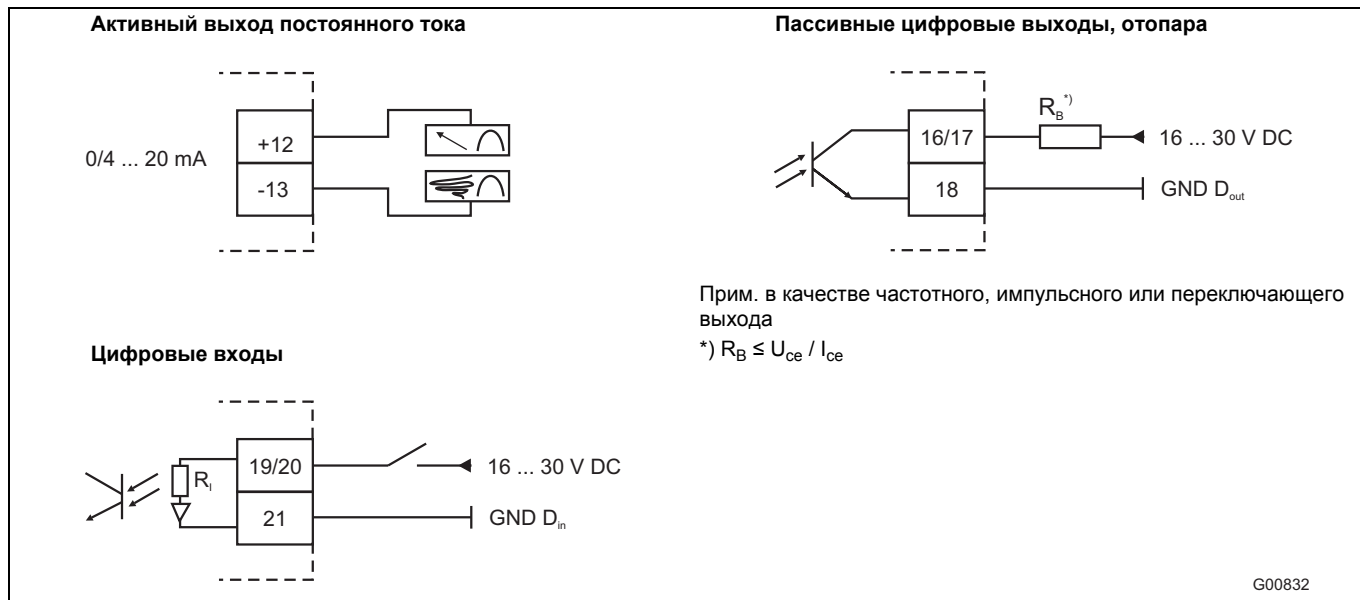 Активный выход постоянного тока
0/4 ... 20 mA
+12
-13
Пассивные цифровые выходы, отопара
16/17
18
R_B *)
16 ... 30 V DC
GND D_out
Прим. в качестве частотного, импульсного или переключающего
выхода
*) R_B ≤ U_ce / I_ce
Цифровые входы
R_I
19/20
21
16 ... 30 V DC
GND D_in
G00832